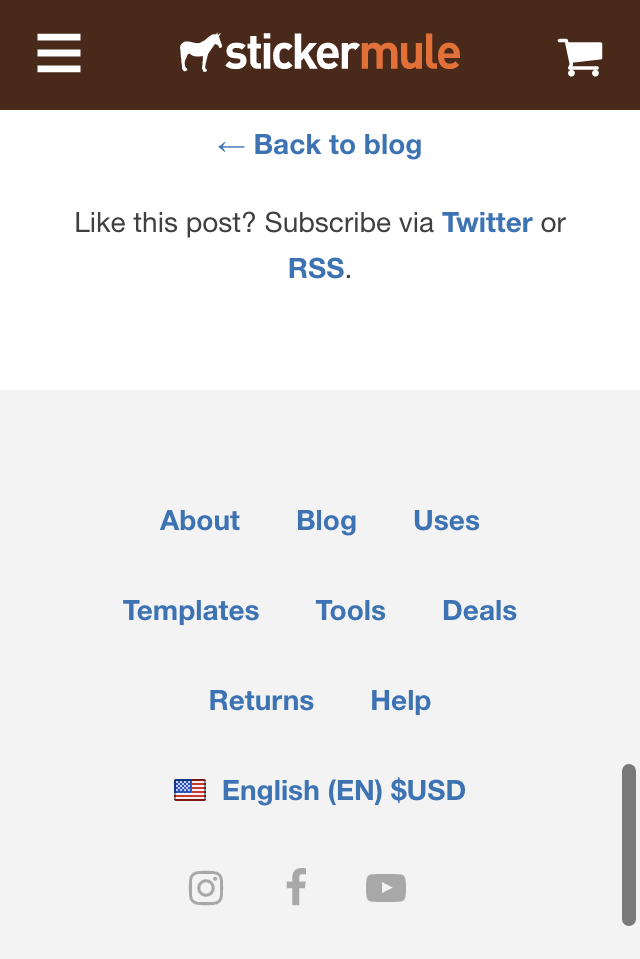 stickermule
← Back to blog
Like this post? Subscribe via Twitter or
RSS.
About Blog Uses
Templates Tools Deals
Returns Help
English (EN) $USD